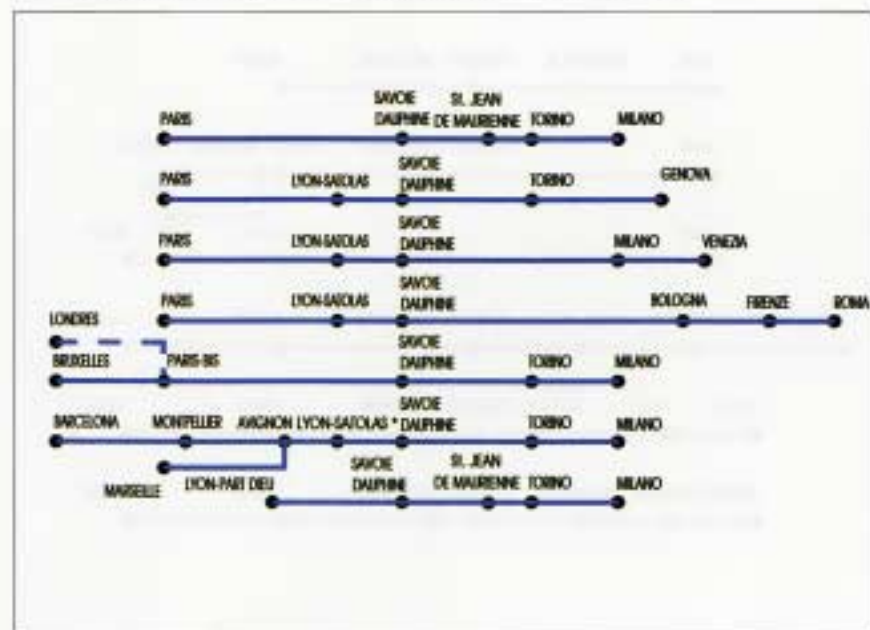 SAVOIE ST. JEAN
PARIS DAUPHINE DE MAURIENNE TORINO MILANO
SAVOIE GENOVA
PARIS LYON-SATOLAS DAUPHINE TORINO
SAVOIE
PARIS LYON-SATOLAS DAUPHINE MILANO VENEZIA
SAVOIE
PARIS LYON-SATOLAS DAUPHINE BOLOGNA FIRENZE ROMA
LONDRES
SAVOIE
BRUXELLES PARIS-BIS DAUPHINE TORINO MILANO
SAVOIE
BARCELONA MONTPELLIER AVIGNON LYON-SATOLAS * DAUPHINE TORINO MILANO
SAVOIE ST. JEAN
MARSEILLE LYON-PART DIEU DAUPHINE DE MAURIENNE TORINO MILANO